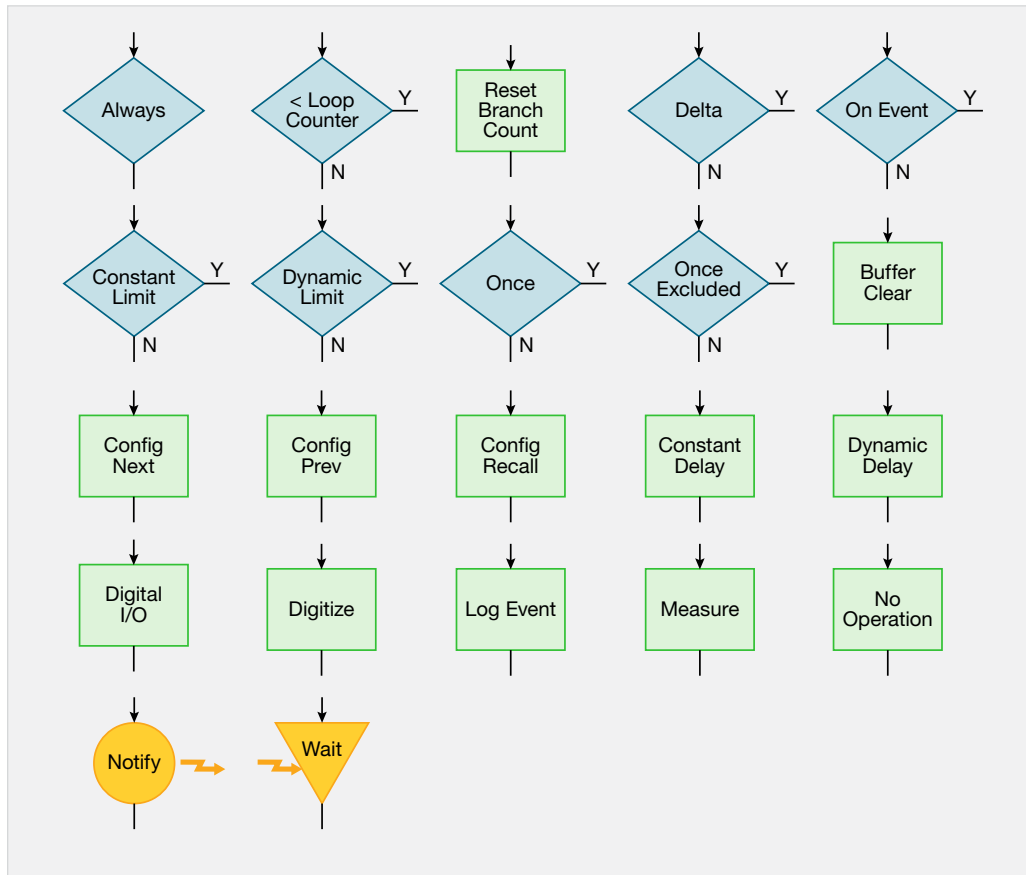 Always
< Loop
Counter
Y
N
Reset
Branch
Count
Delta
Y
N
On Event
Y
N
Constant
Limit
Y
N
Dynamic
Limit
Y
N
Once
Y
N
Once
Excluded
Y
N
Buffer
Clear
Config
Next
Config
Prev
Config
Recall
Constant
Delay
Dynamic
Delay
Digital
I/O
Digitize
Log Event
Measure
No
Operation
Notify
Wait